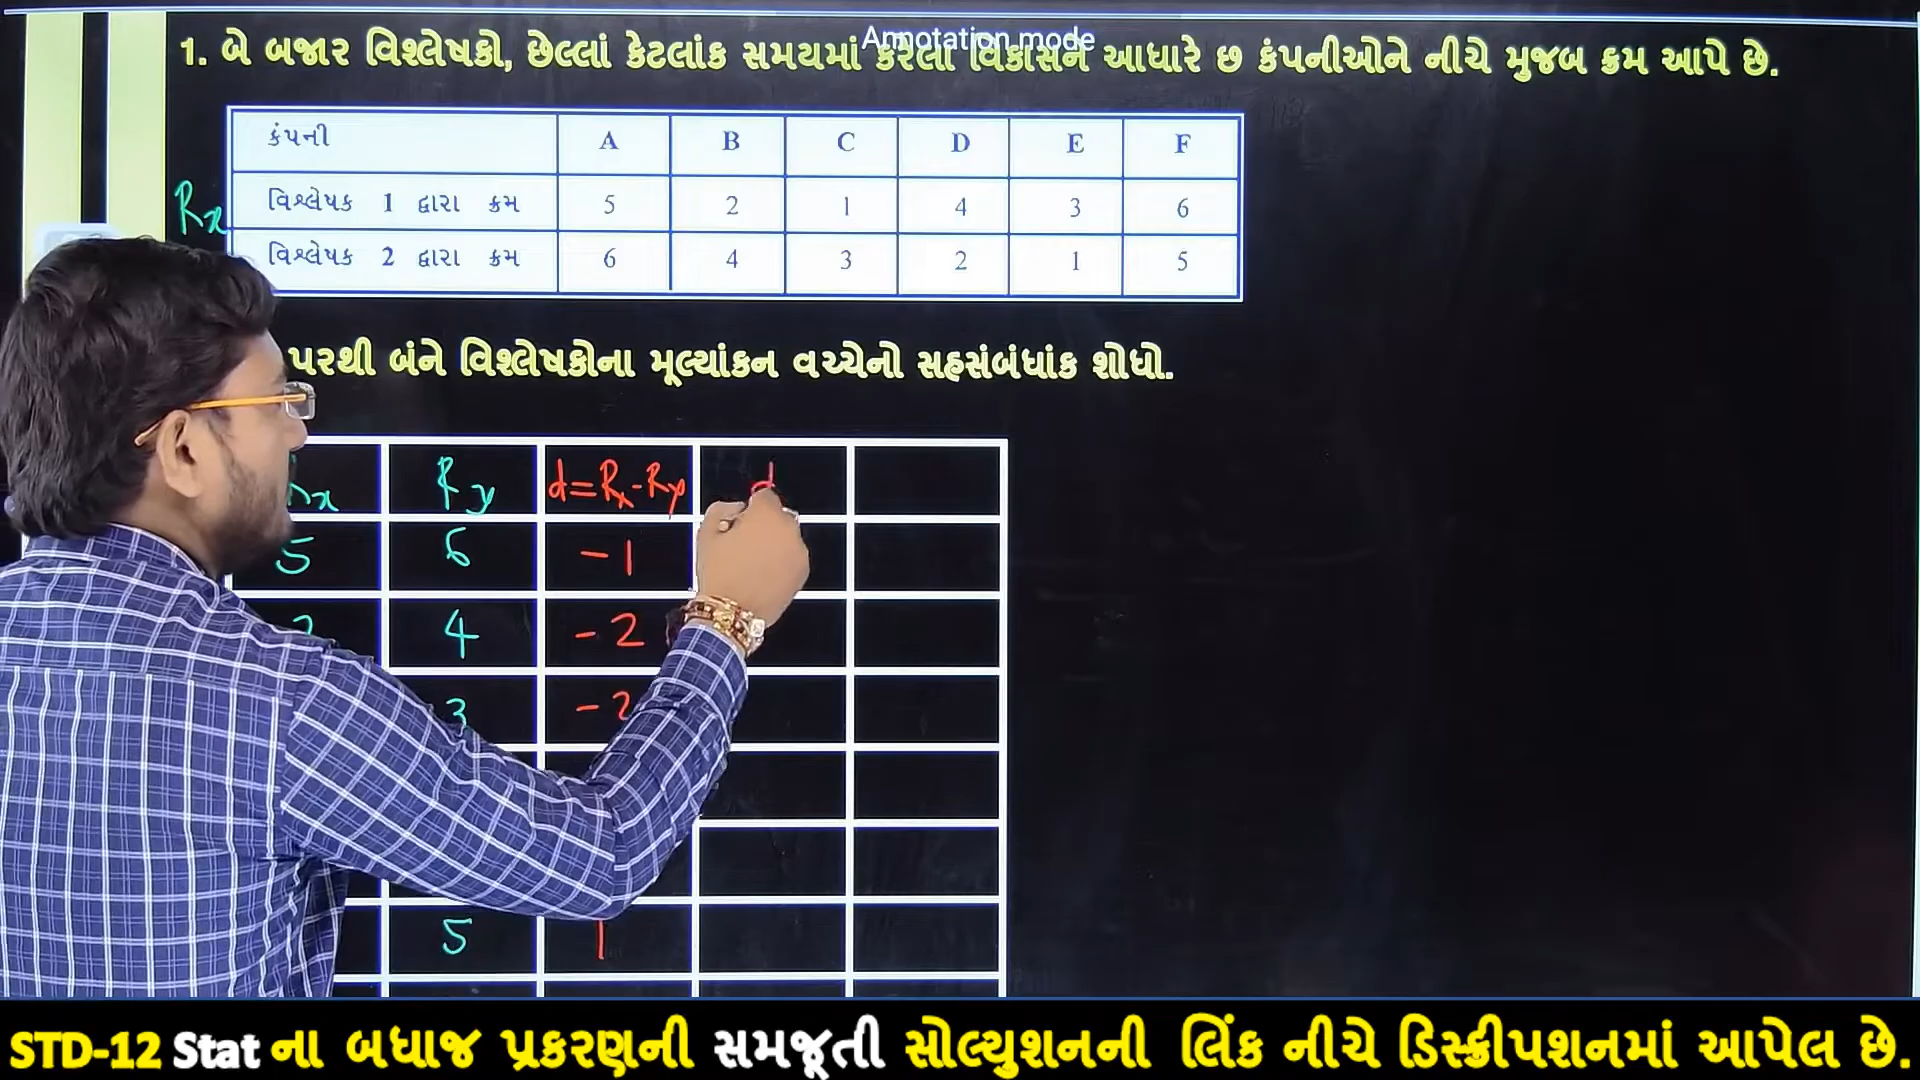 Annotation mode
1. બે બજાર વિશ્લેષકો, છેલ્લાં કેટલાંક સમયમાં કરેલા વિકાસને આધારે છ કંપનીઓને નીચે મુજબ ક્રમ આપે છે.
કંપની A B C D E F
Rx વિશ્લેષક 1 દ્વારા ક્રમ 5 2 1 4 3 6
વિશ્લેષક 2 દ્વારા ક્રમ 6 4 3 2 1 5
પરથી બંને વિશ્લેષકોના મૂલ્યાંકન વચ્ચેનો સહસંબંધાંક શોધો.
Rx Ry d=Rx-Ry d
5 6 -1
2 4 -2
3 -2
5 1
STD-12 Stat ના બધાજ પ્રકરણની સમજૂતી સોલ્યુશનની લિંક નીચે ડિસ્ક્રીપશનમાં આપેલ છે.